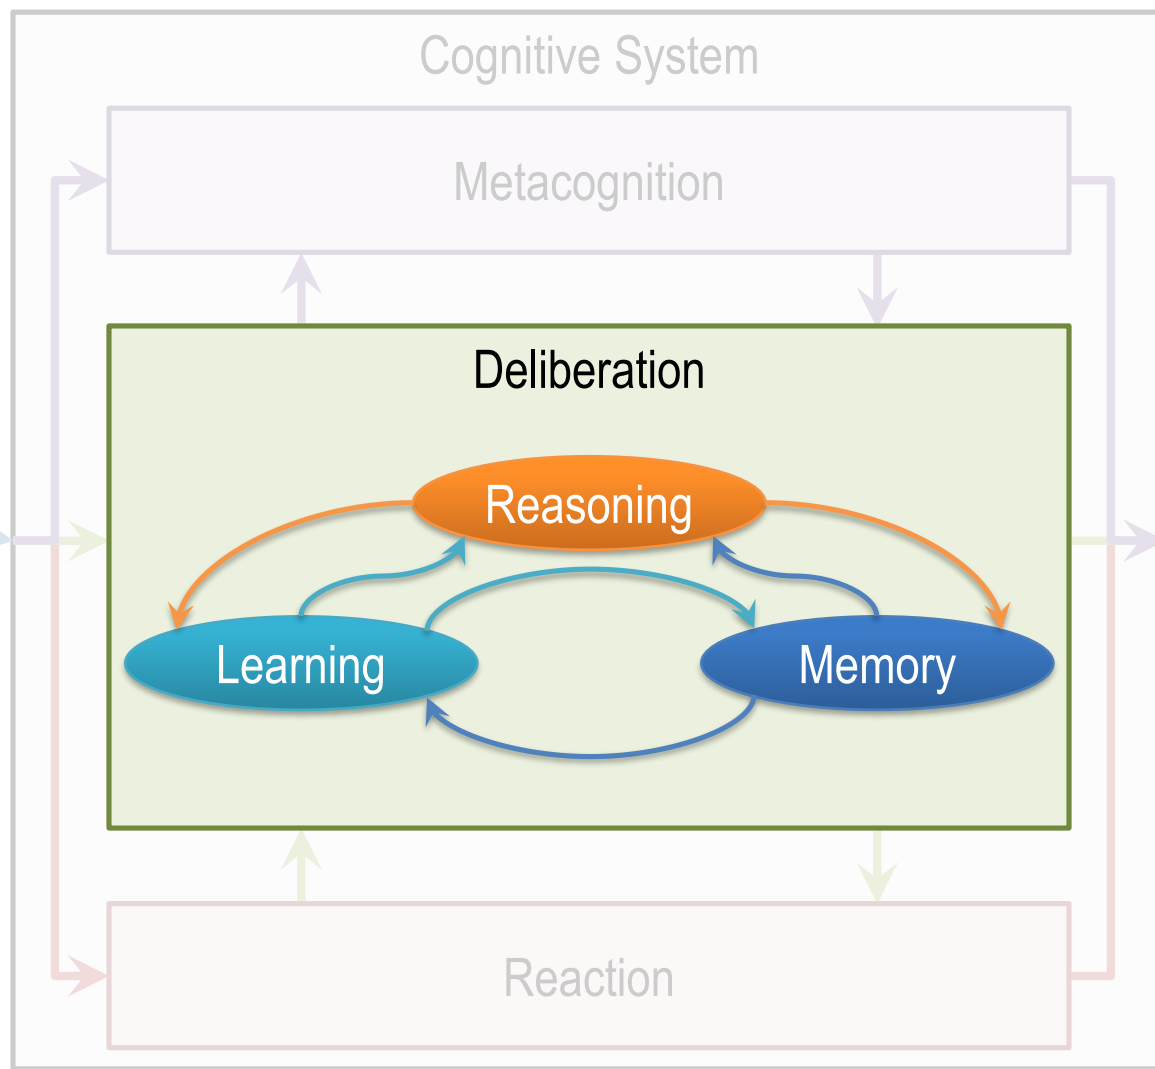 Cognitive System
Metacognition
Deliberation
Reasoning
Learning
Memory
Reaction